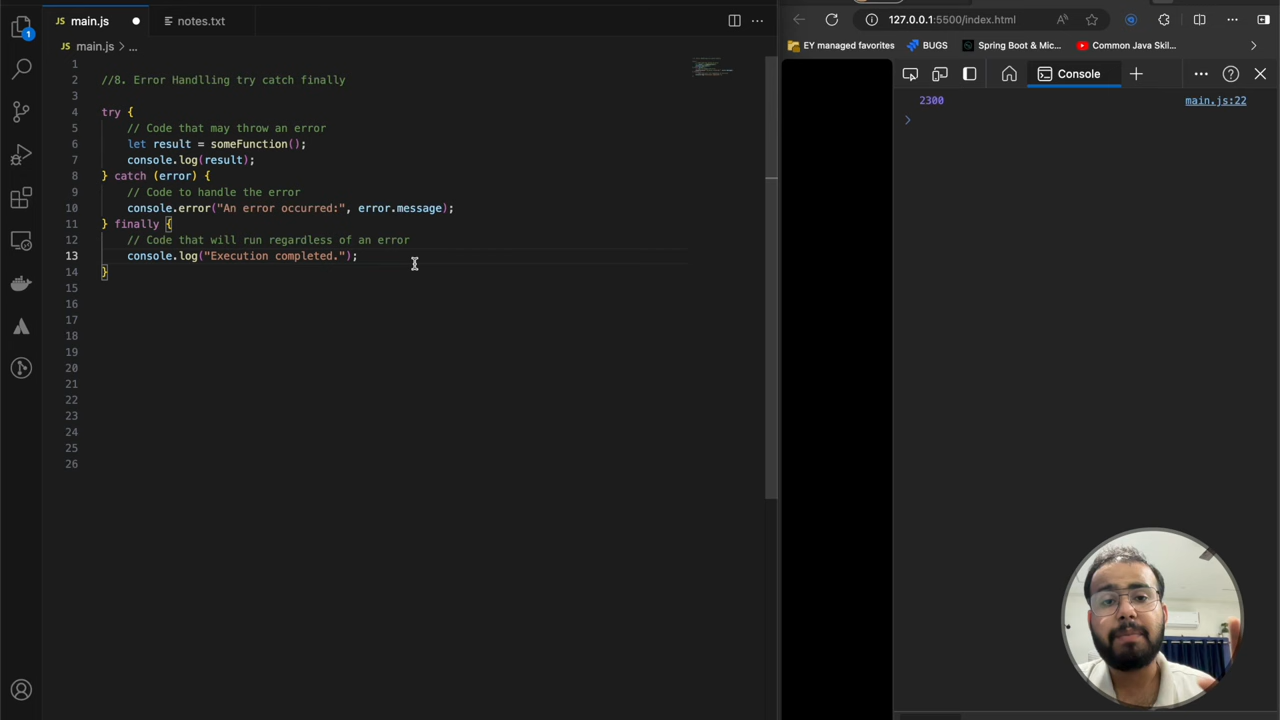 JS main.js
notes.txt
JS main.js > ...
1
2 //8. Error Handlling try catch finally
3
4 try {
5 // Code that may throw an error
6 let result = someFunction();
7 console.log(result);
8 } catch (error) {
9 // Code to handle the error
10 console.error("An error occurred:", error.message);
11 } finally {
12 // Code that will run regardless of an error
13 console.log("Execution completed.");
14 }
15
16
17
18
19
20
21
22
23
24
25
26
1
127.0.0.1:5500/index.html
EY managed favorites
BUGS
Spring Boot & Mic...
Common Java Skil...
Console
2300 main.js:22